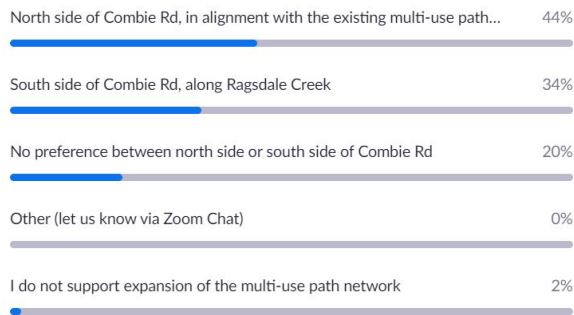 North side of Combie Rd, in alignment with the existing multi-use path... 44%
South side of Combie Rd, along Ragsdale Creek 34%
No preference between north side or south side of Combie Rd 20%
Other (let us know via Zoom Chat) 0%
I do not support expansion of the multi-use path network 2%